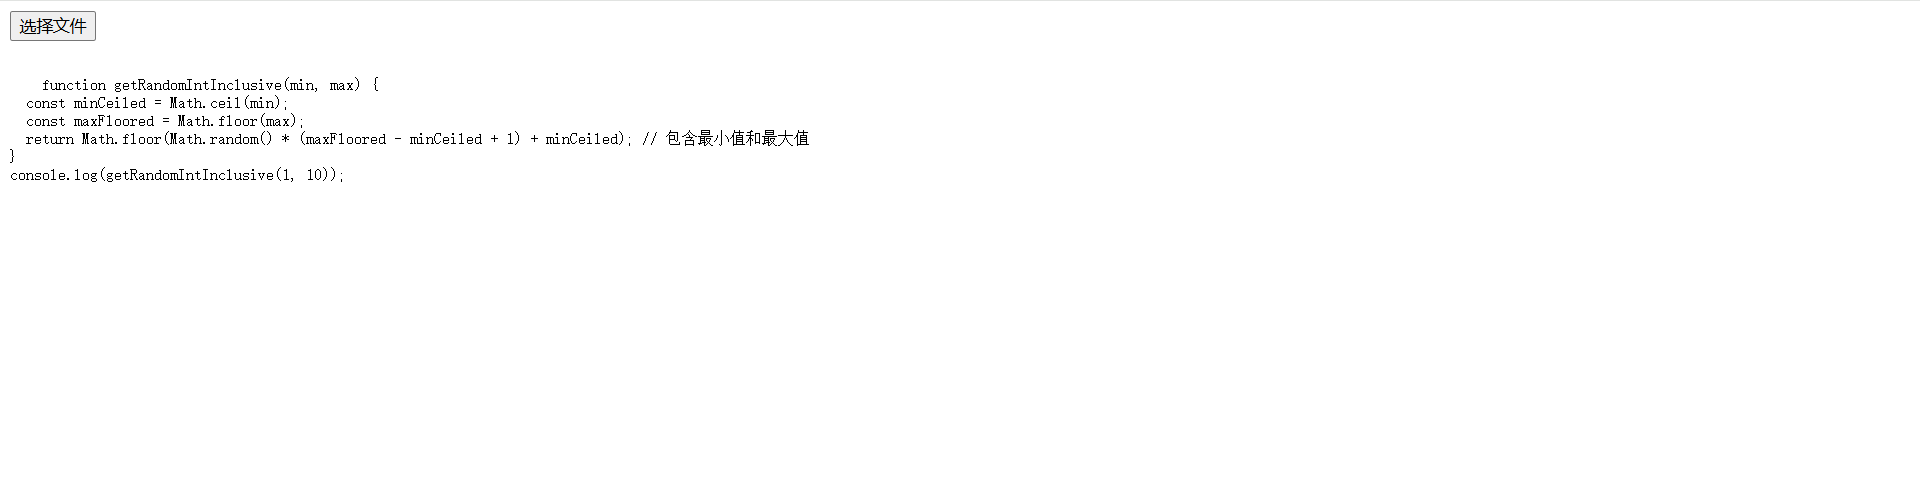 选择文件
function getRandomIntInclusive(min, max) {
  const minCeiled = Math.ceil(min);
  const maxFloored = Math.floor(max);
  return Math.floor(Math.random() * (maxFloored - minCeiled + 1) + minCeiled); // 包含最小值和最大值
}
console.log(getRandomIntInclusive(1, 10));